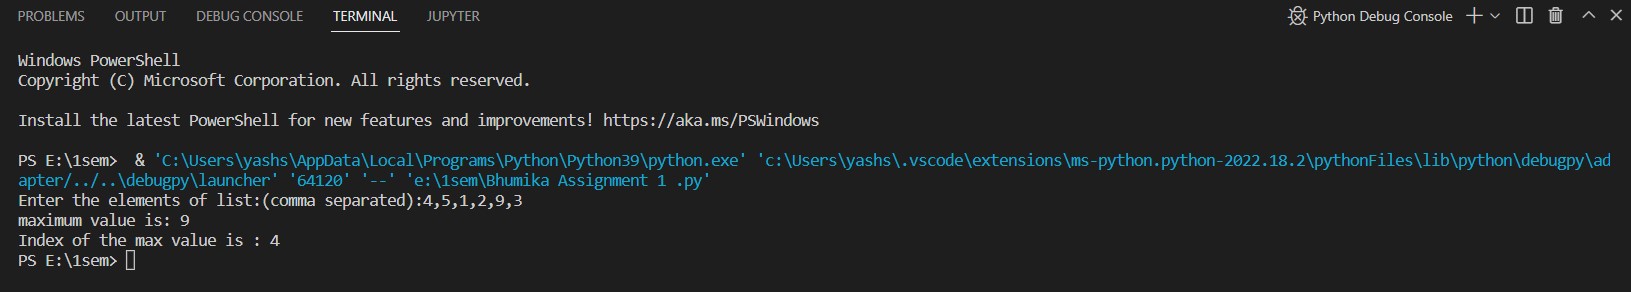 PROBLEMS OUTPUT DEBUG CONSOLE TERMINAL JUPYTER Python Debug Console
Windows PowerShell
Copyright (C) Microsoft Corporation. All rights reserved.
Install the latest PowerShell for new features and improvements! https://aka.ms/PSWindows
PS E:\1sem>  & 'C:\Users\yashs\AppData\Local\Programs\Python\Python39\python.exe' 'c:\Users\yashs\.vscode\extensions\ms-python.python-2022.18.2\pythonFiles\lib\python\debugpy\ad
apter/../..\debugpy\launcher' '64120' '--' 'e:\1sem\Bhumika Assignment 1 .py'
Enter the elements of list:(comma separated):4,5,1,2,9,3
maximum value is: 9
Index of the max value is : 4
PS E:\1sem>